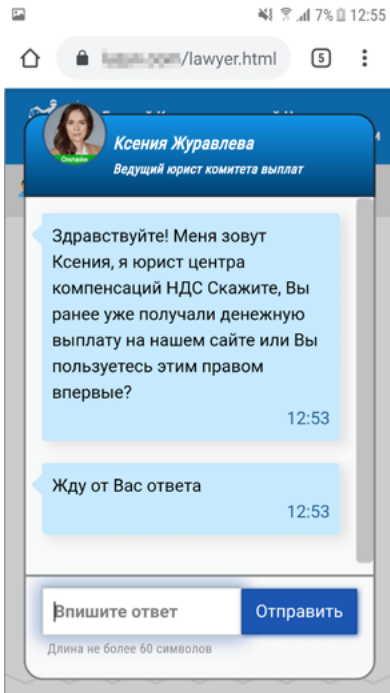 7% 12:55
/lawyer.html 5
Онлайн
Ксения Журавлева
Ведущий юрист комитета выплат
Здравствуйте! Меня зовут
Ксения, я юрист центра
компенсаций НДС Скажите, Вы
ранее уже получали денежную
выплату на нашем сайте или Вы
пользуетесь этим правом
впервые?
12:53
Жду от Вас ответа
12:53
Впишите ответ
Отправить
Длина не более 60 символов